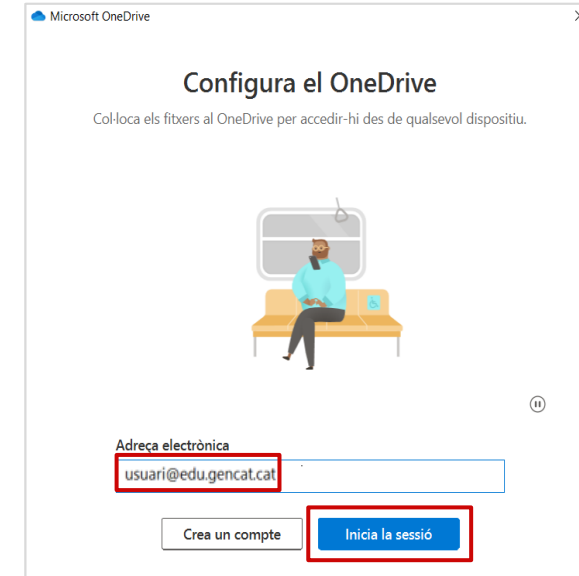 Microsoft OneDrive
Configura el OneDrive
Col·loca els fitxers al OneDrive per accedir-hi des de qualsevol dispositiu.
Adreça electrònica
usuari@edu.gencat.cat
Crea un compte
Inicia la sessió